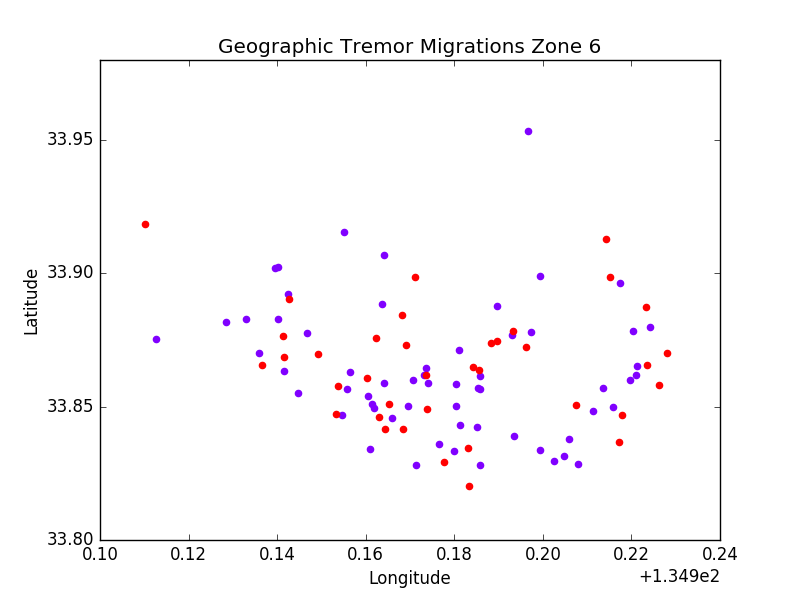 Geographic Tremor Migrations Zone 6
33.95
33.90
Latitude
33.85
33.80
0.10 0.12 0.14 0.16 0.18 0.20 0.22 0.24
Longitude
+1.349e2